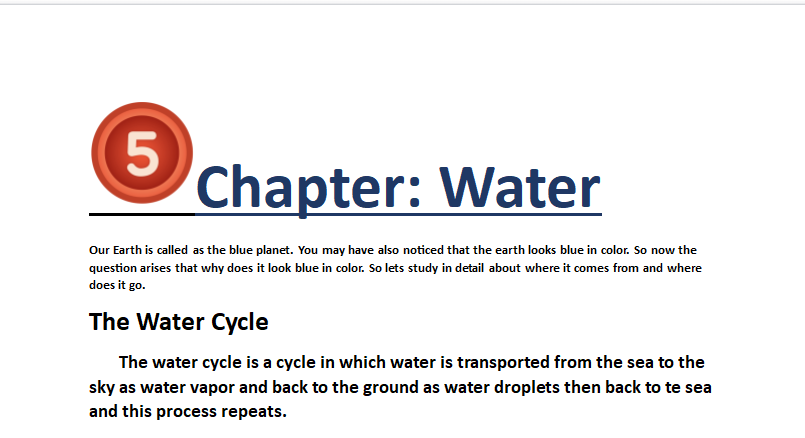 5
Chapter: Water
Our Earth is called as the blue planet. You may have also noticed that the earth looks blue in color. So now the
question arises that why does it look blue in color. So lets study in detail about where it comes from and where
does it go.
The Water Cycle
The water cycle is a cycle in which water is transported from the sea to the
sky as water vapor and back to the ground as water droplets then back to te sea
and this process repeats.